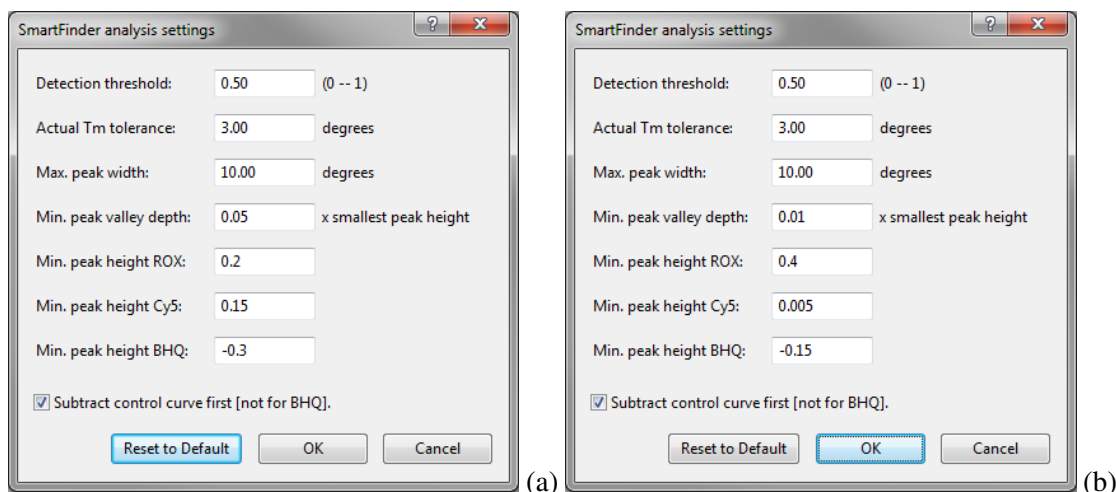 SmartFinder analysis settings
Detection threshold: 0.50 (0 -- 1)
Actual Tm tolerance: 3.00 degrees
Max. peak width: 10.00 degrees
Min. peak valley depth: 0.05 x smallest peak height
Min. peak height ROX: 0.2
Min. peak height Cy5: 0.15
Min. peak height BHQ: -0.3
Subtract control curve first [not for BHQ].
Reset to Default OK Cancel
(a)
SmartFinder analysis settings
Detection threshold: 0.50 (0 -- 1)
Actual Tm tolerance: 3.00 degrees
Max. peak width: 10.00 degrees
Min. peak valley depth: 0.01 x smallest peak height
Min. peak height ROX: 0.4
Min. peak height Cy5: 0.005
Min. peak height BHQ: -0.15
Subtract control curve first [not for BHQ].
Reset to Default OK Cancel
(b)